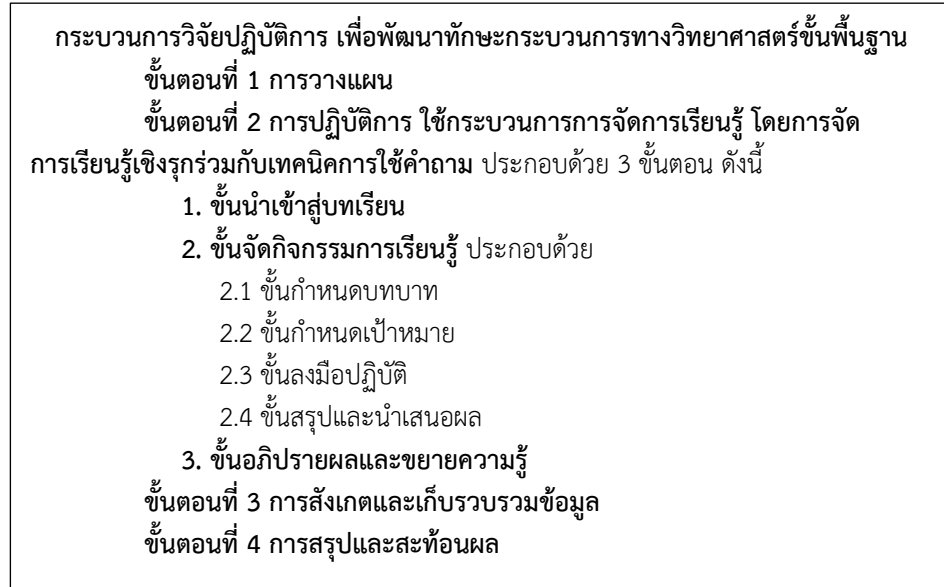 กระบวนการวิจัยปฏิบัติการ เพื่อพัฒนาทักษะกระบวนการทางวิทยาศาสตร์ขั้นพื้นฐาน
ขั้นตอนที่ 1 การวางแผน
ขั้นตอนที่ 2 การปฏิบัติการ ใช้กระบวนการการจัดการเรียนรู้ โดยการจัด
การเรียนรู้เชิงรุกร่วมกับเทคนิคการใช้คำถาม ประกอบด้วย 3 ขั้นตอน ดังนี้
1. ขั้นนำเข้าสู่บทเรียน
2. ขั้นจัดกิจกรรมการเรียนรู้ ประกอบด้วย
2.1 ขั้นกำหนดบทบาท
2.2 ขั้นกำหนดเป้าหมาย
2.3 ขั้นลงมือปฏิบัติ
2.4 ขั้นสรุปและนำเสนอผล
3. ขั้นอภิปรายผลและขยายความรู้
ขั้นตอนที่ 3 การสังเกตและเก็บรวบรวมข้อมูล
ขั้นตอนที่ 4 การสรุปและสะท้อนผล